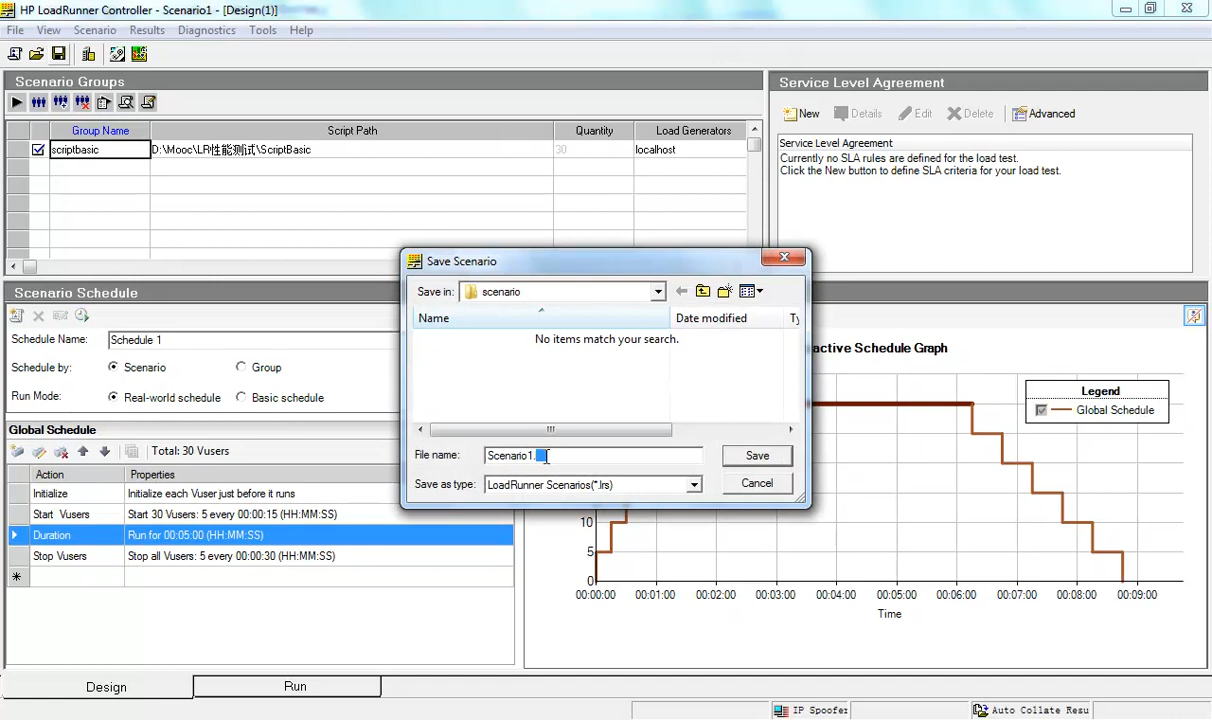 HP LoadRunner Controller - Scenario1 - [Design(1)]
File View Scenario Results Diagnostics Tools Help
Scenario Groups
Group Name Script Path Quantity Load Generators
scriptbasic D:\Mooc\LR性能测试\ScriptBasic 30 localhost
Service Level Agreement
New Details Edit Delete Advanced
Service Level Agreement
Currently no SLA rules are defined for the load test.
Click the New button to define SLA criteria for your load test.
Save Scenario
Save in: scenario
Name Date modified Ty
No items match your search.
File name: Scenario1.
Save
Save as type: LoadRunner Scenarios(*.lrs)
Cancel
Scenario Schedule
Schedule Name: Schedule 1
Schedule by: Scenario Group
Run Mode: Real-world schedule Basic schedule
Global Schedule
Total: 30 Vusers
Action Properties
Initialize Initialize each Vuser just before it runs
Start Vusers Start 30 Vusers: 5 every 00:00:15 (HH:MM:SS)
Duration Run for 00:05:00 (HH:MM:SS)
Stop Vusers Stop all Vusers: 5 every 00:00:30 (HH:MM:SS)
active Schedule Graph
Legend
Global Schedule
10
5
0
00:00:00 00:01:00 00:02:00 00:03:00 00:04:00 00:05:00 00:06:00 00:07:00 00:08:00 00:09:00
Time
Design Run
IP Spoofer Auto Collate Resu